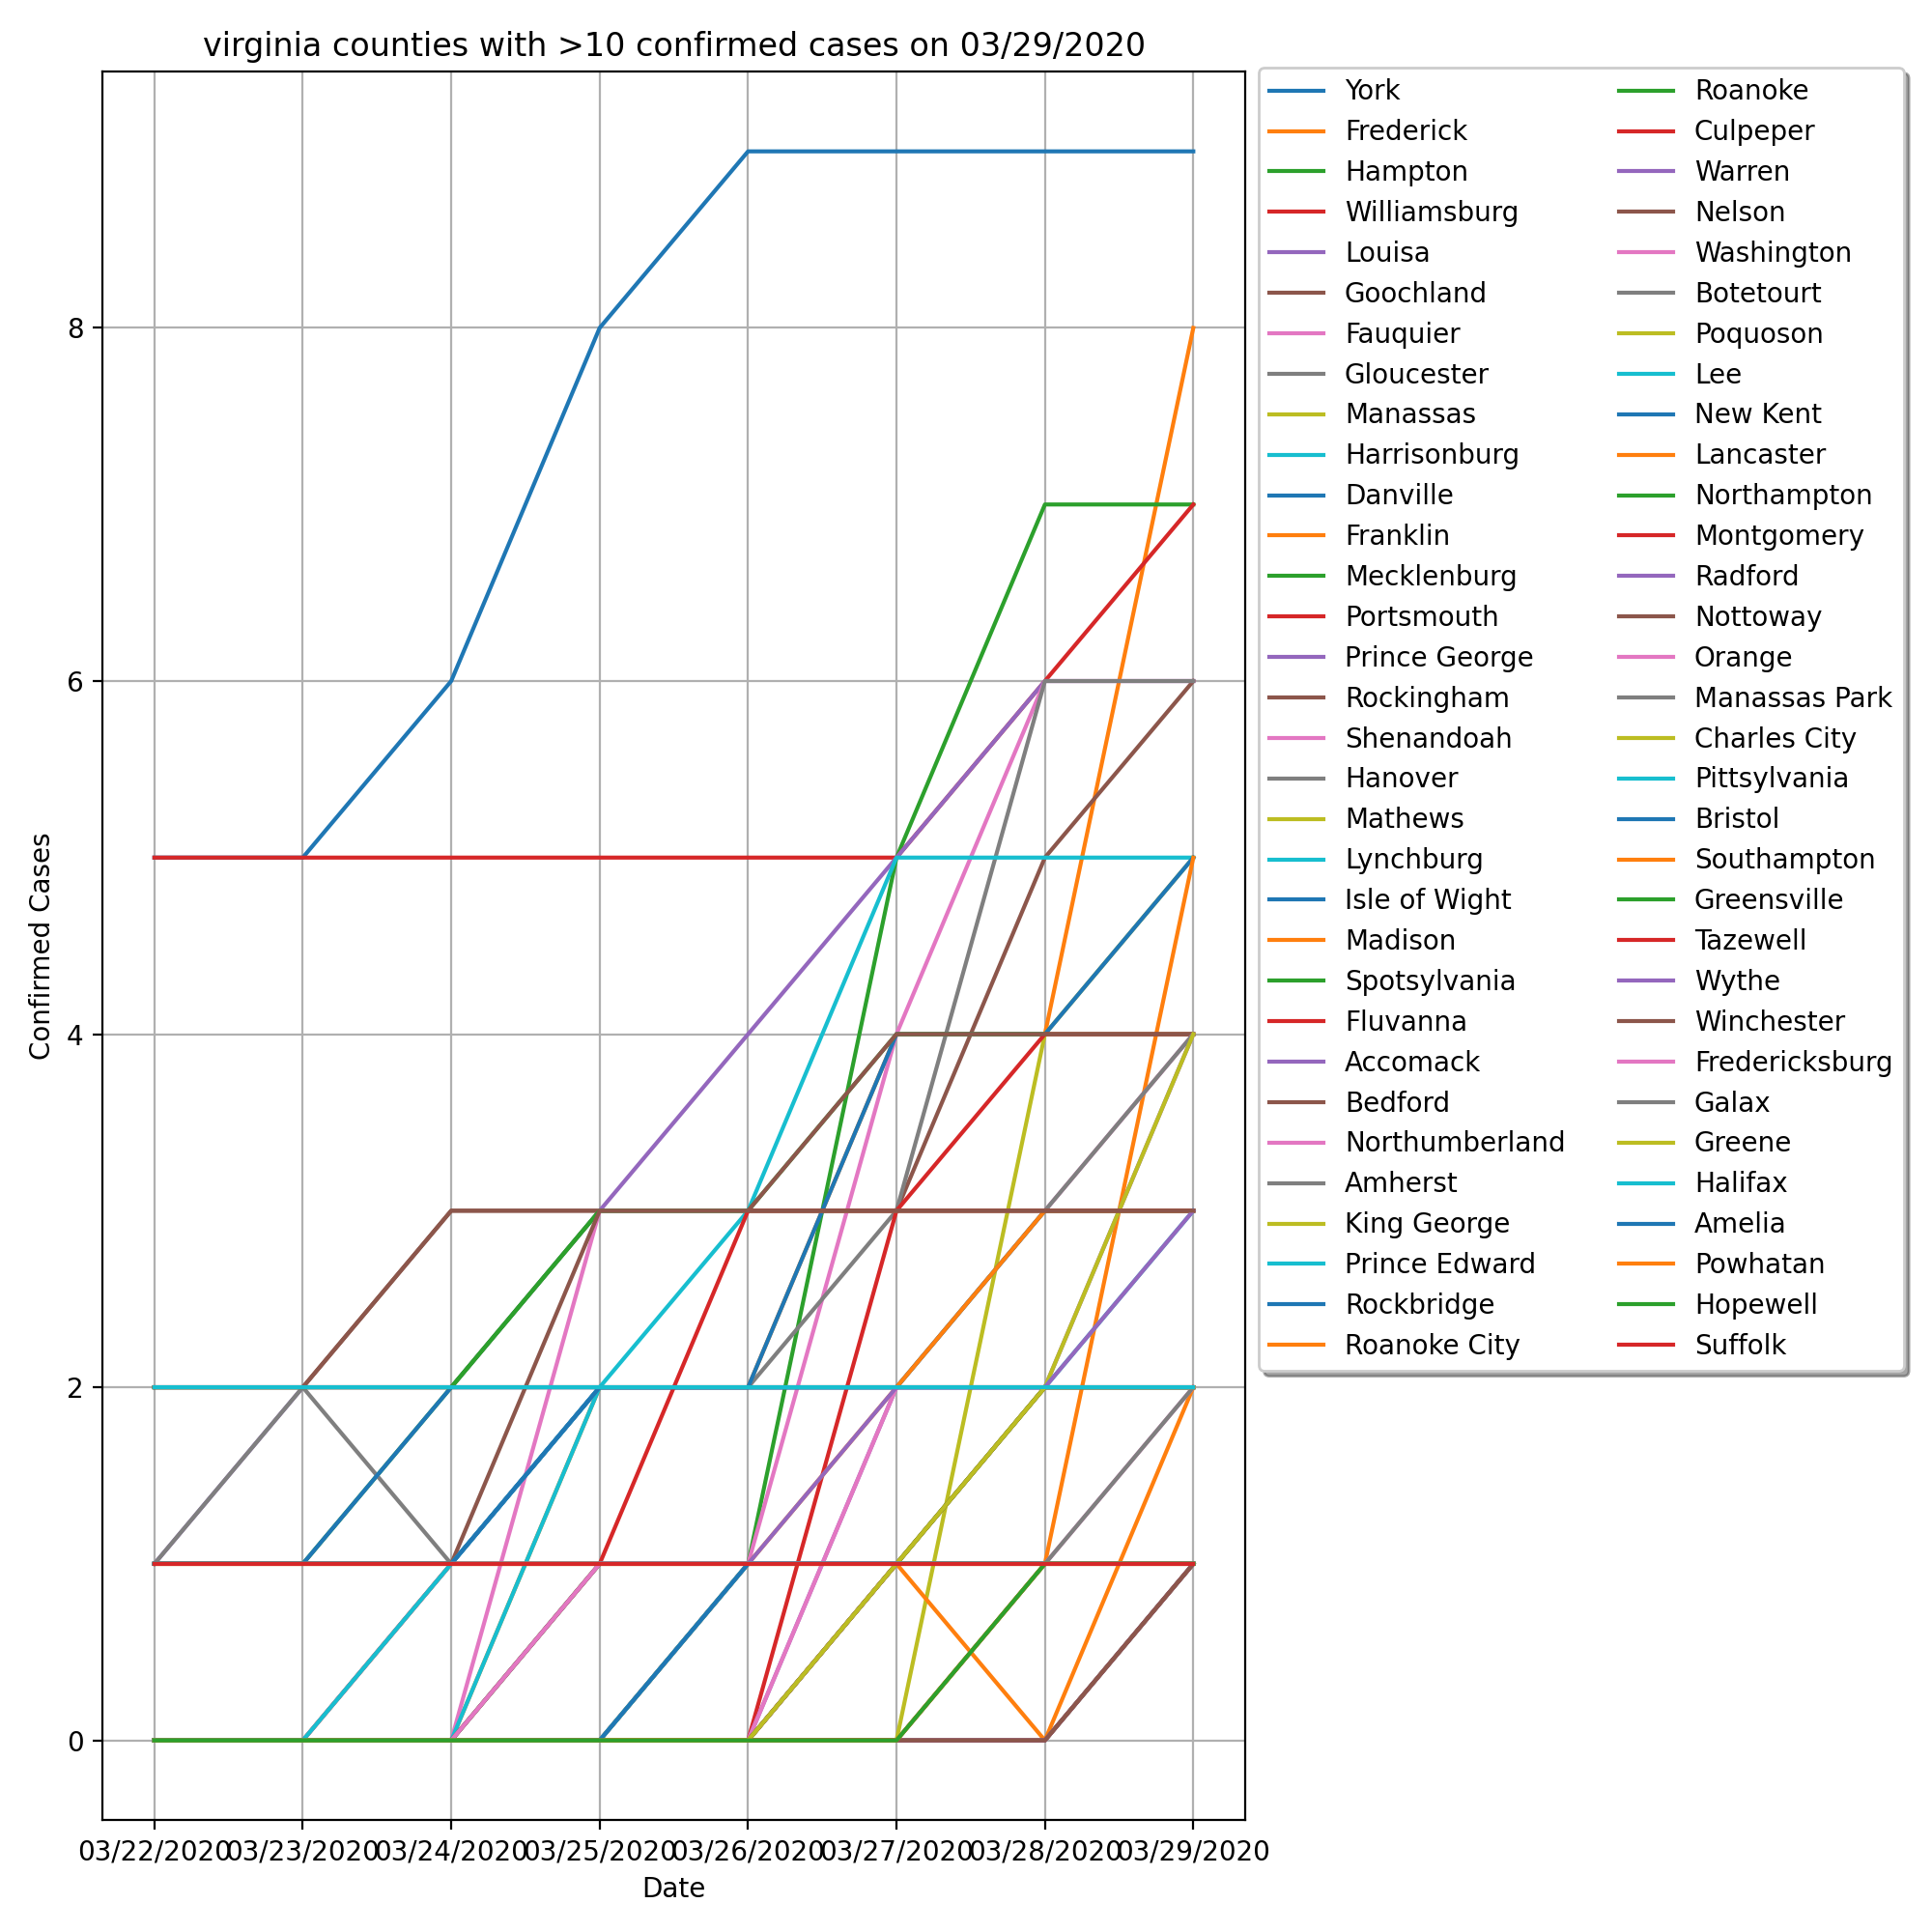 virginia counties with >10 confirmed cases on 03/29/2020
Confirmed Cases
8
6
4
2
0
03/22/2020
03/23/2020
03/24/2020
03/25/2020
03/26/2020
03/27/2020
03/28/2020
03/29/2020
Date
York
Frederick
Hampton
Williamsburg
Louisa
Goochland
Fauquier
Gloucester
Manassas
Harrisonburg
Danville
Franklin
Mecklenburg
Portsmouth
Prince George
Rockingham
Shenandoah
Hanover
Mathews
Lynchburg
Isle of Wight
Madison
Spotsylvania
Fluvanna
Accomack
Bedford
Northumberland
Amherst
King George
Prince Edward
Rockbridge
Roanoke City
Roanoke
Culpeper
Warren
Nelson
Washington
Botetourt
Poquoson
Lee
New Kent
Lancaster
Northampton
Montgomery
Radford
Nottoway
Orange
Manassas Park
Charles City
Pittsylvania
Bristol
Southampton
Greensville
Tazewell
Wythe
Winchester
Fredericksburg
Galax
Greene
Halifax
Amelia
Powhatan
Hopewell
Suffolk